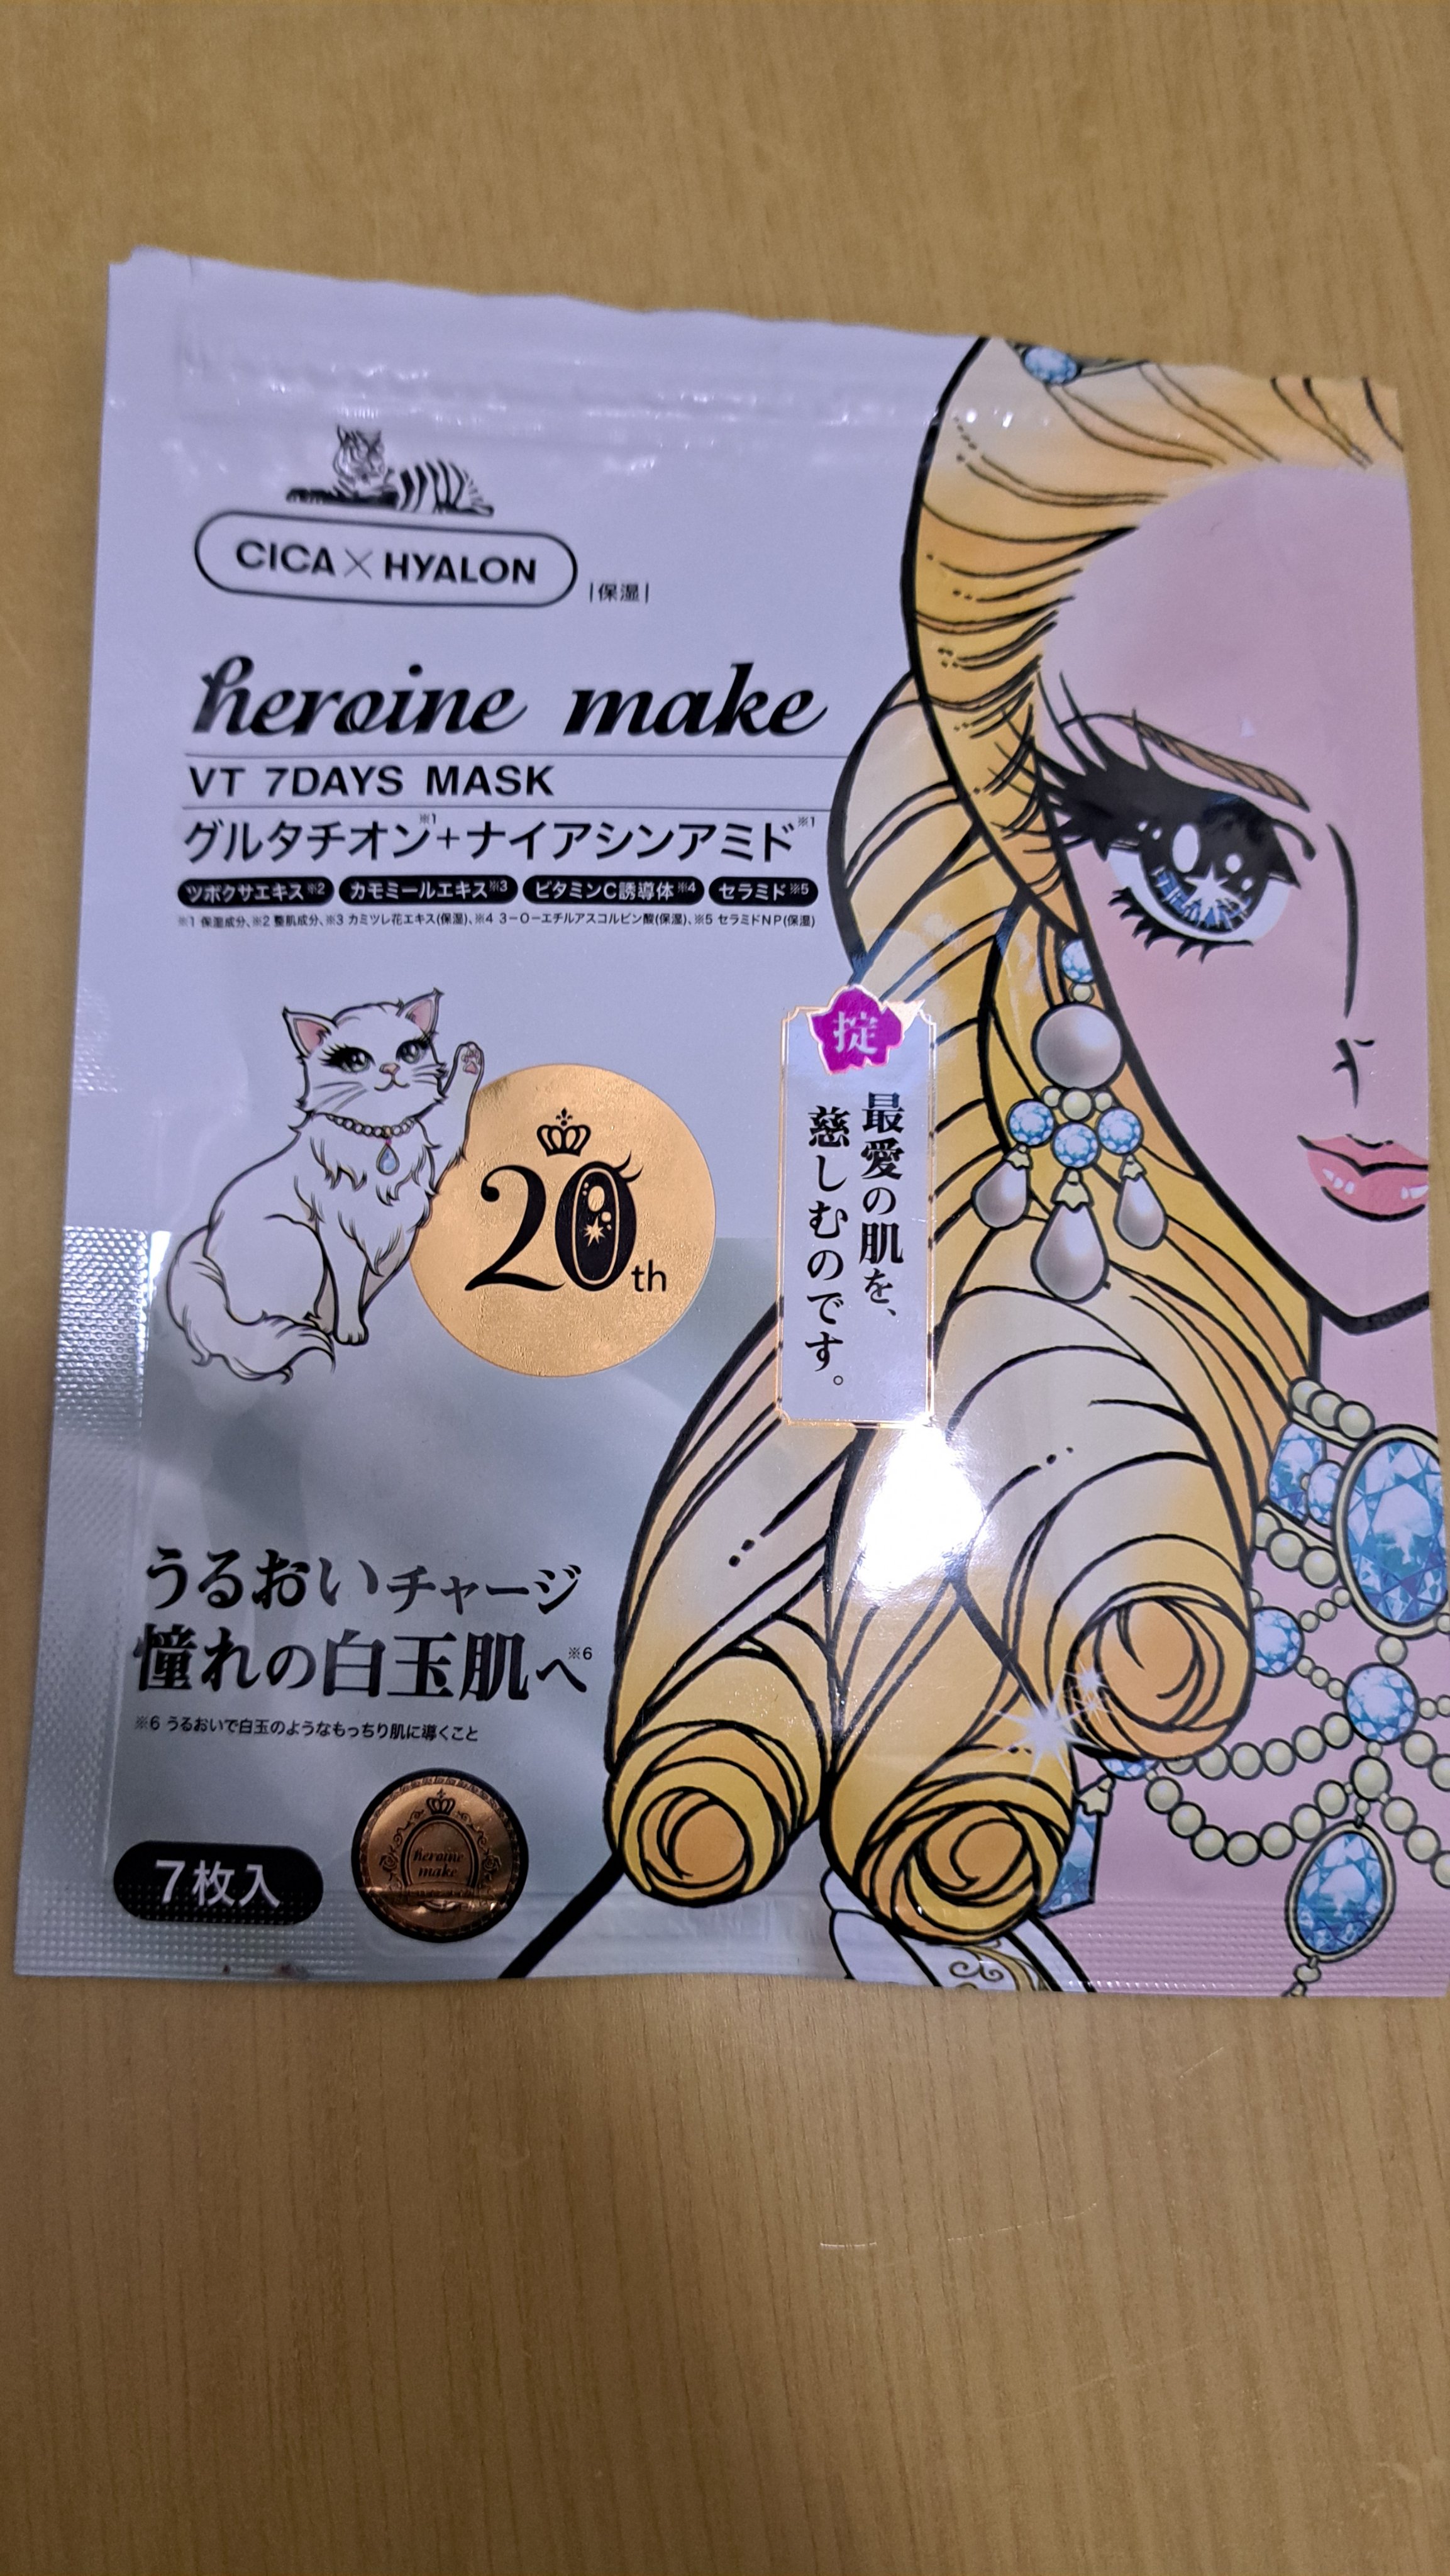 CICA×HYALON
|保湿|
heroine make
VT 7DAYS MASK
グルタチオン※1+ナイアシンアミド※1
ツボクサエキス※2 カモミールエキス※3 ビタミンC誘導体※4 セラミド※5
※1 保湿成分、※2 整肌成分、※3 カミツレ花エキス(保湿)、※4 3-O-エチルアスコルビン酸(保湿)、※5 セラミドNP(保湿)
掟
最愛の肌を、
慈しむのです。
20th
うるおいチャージ
憧れの白玉肌へ※6
※6 うるおいで白玉のようなもっちり肌に導くこと
7枚入
heroine
make